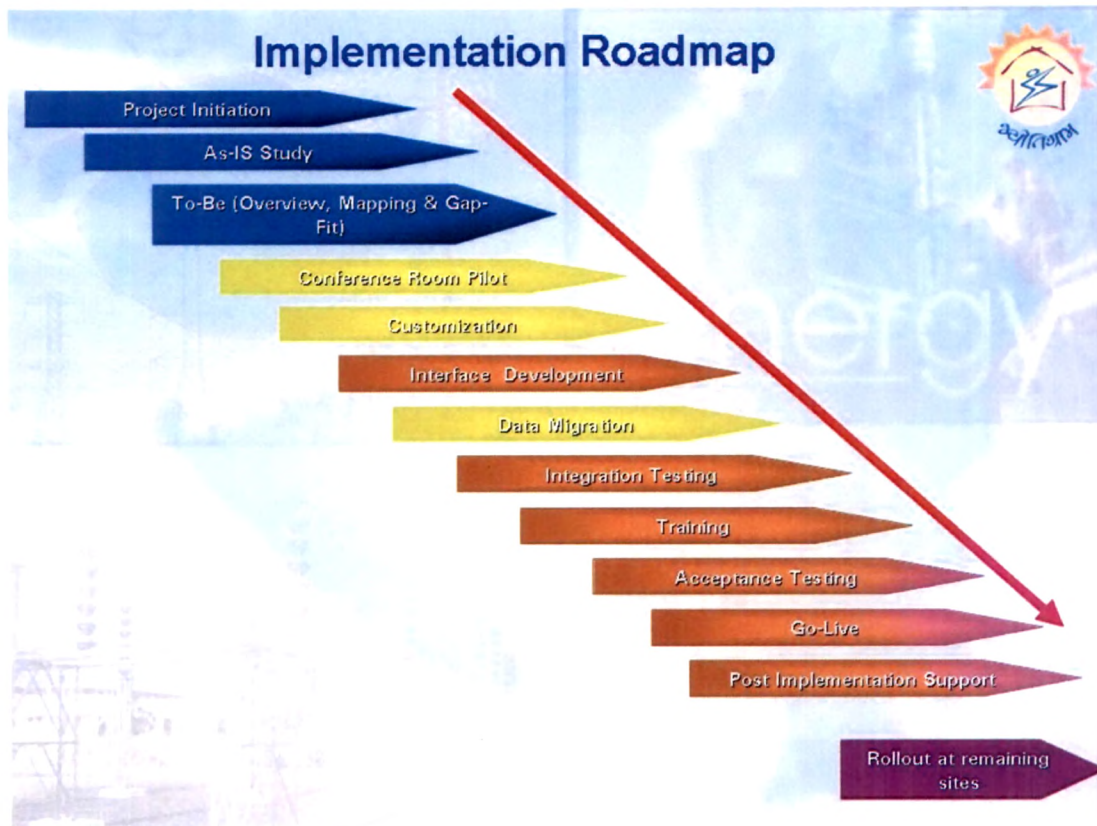 Implementation Roadmap
Project Initiation
As-IS Study
To-Be (Overview, Mapping & Gap-
Fit)
Conference Room Pilot
Customization
Interface Development
Data Migration
Integration Testing
Training
Acceptance Testing
Go-Live
Post Implementation Support
Rollout at remaining
sites
nergy
ज्योतिग्राम